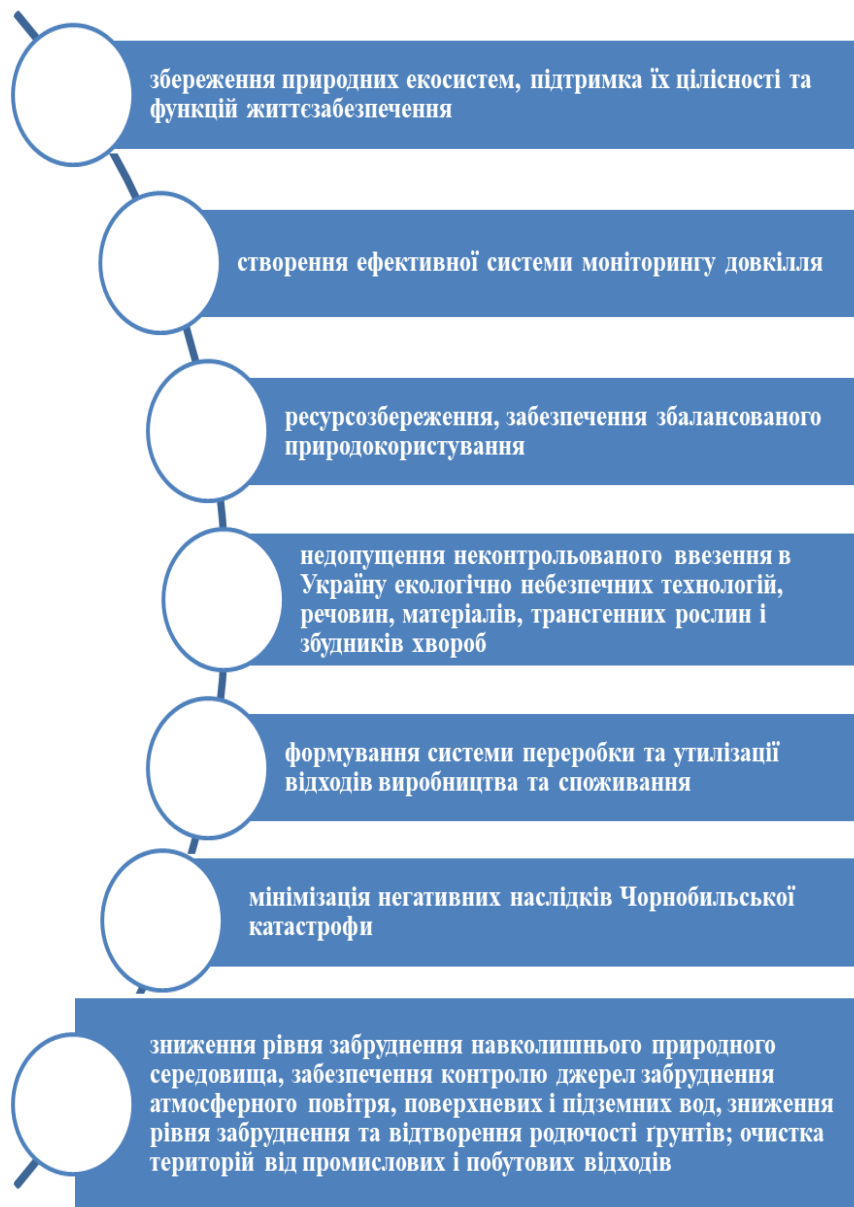 збереження природних екосистем, підтримка їх цілісності та
функцій життєзабезпечення
створення ефективної системи моніторингу довкілля
ресурсозбереження, забезпечення збалансованого
природокористування
недопущення неконтрольованого ввезення в
Україну екологічно небезпечних технологій,
речовин, матеріалів, трансгенних рослин і
збудників хвороб
формування системи переробки та утилізації
відходів виробництва та споживання
мінімізація негативних наслідків Чорнобильської
катастрофи
зниження рівня забруднення навколишнього природного
середовища, забезпечення контролю джерел забруднення
атмосферного повітря, поверхневих і підземних вод, зниження
рівня забруднення та відтворення родючості ґрунтів; очистка
територій від промислових і побутових відходів